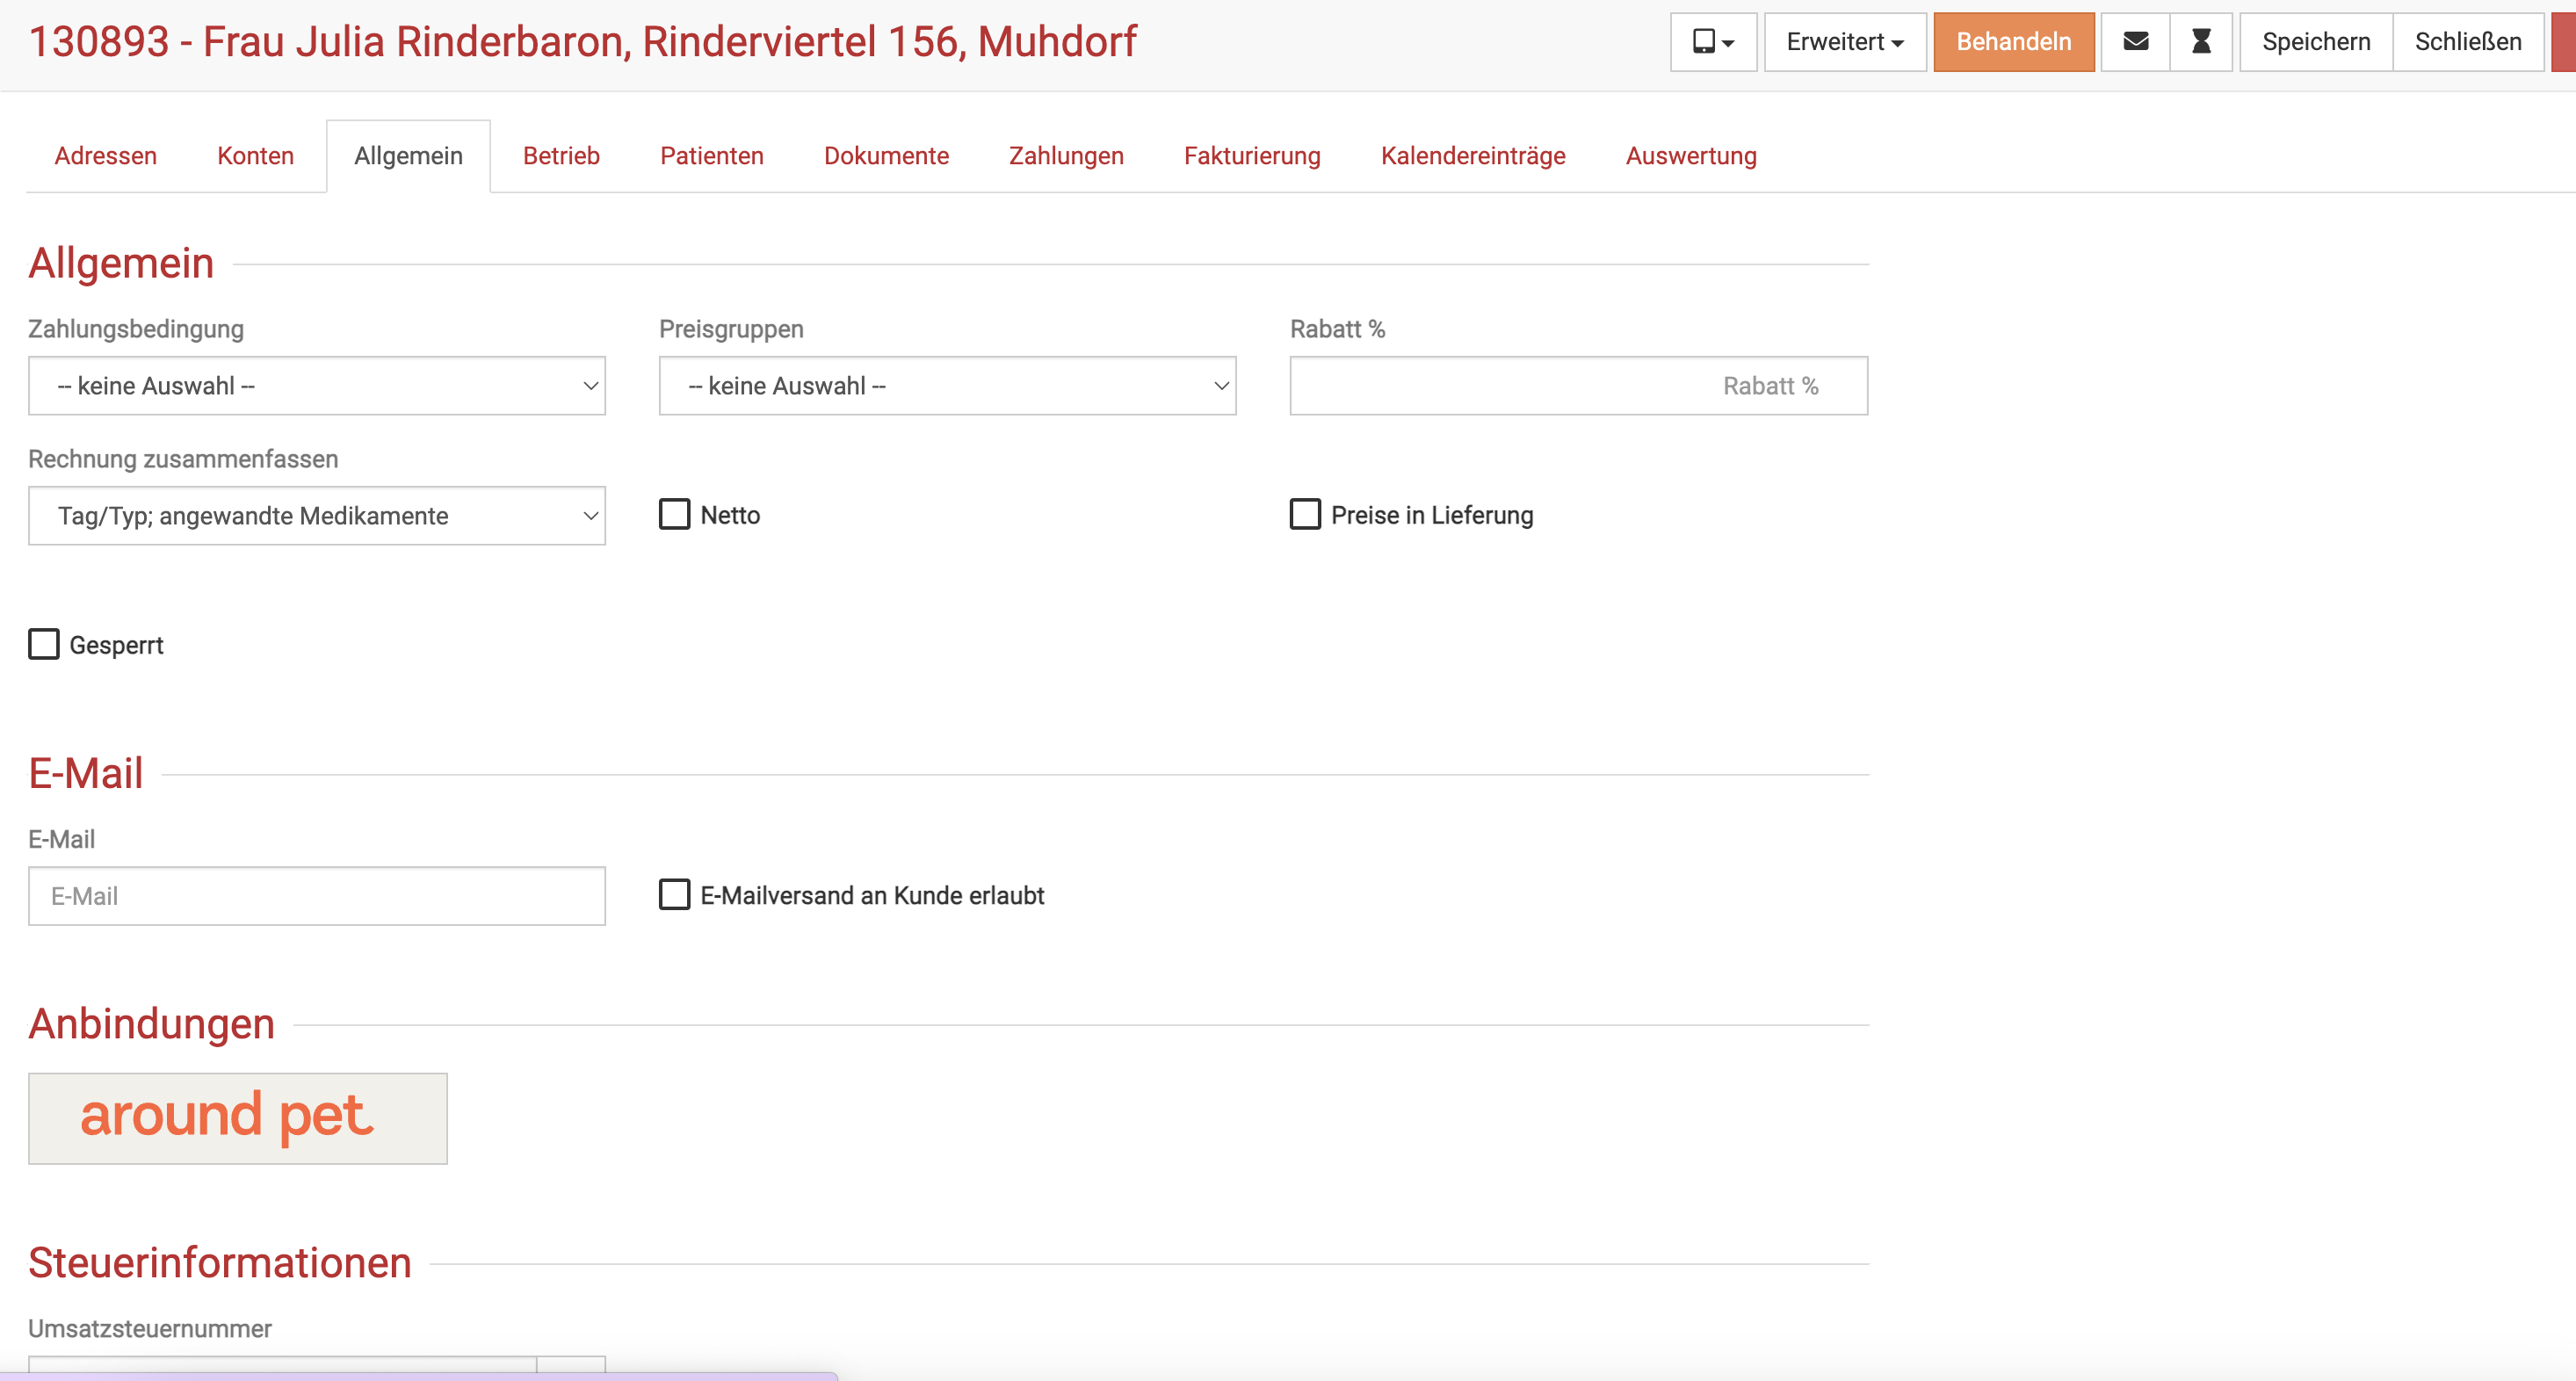 130893 - Frau Julia Rinderbaron, Rinderviertel 156, Muhdorf
Erweitert
Behandeln
Speichern
Schließen
Adressen Konten Allgemein Betrieb Patienten Dokumente Zahlungen Fakturierung Kalendereinträge Auswertung
Allgemein
Zahlungsbedingung Preisgruppen Rabatt %
-- keine Auswahl -- -- keine Auswahl -- Rabatt %
Rechnung zusammenfassen
Tag/Typ; angewandte Medikamente Netto Preise in Lieferung
Gesperrt
E-Mail
E-Mail
E-Mail E-Mailversand an Kunde erlaubt
Anbindungen
around pet.
Steuerinformationen
Umsatzsteuernummer